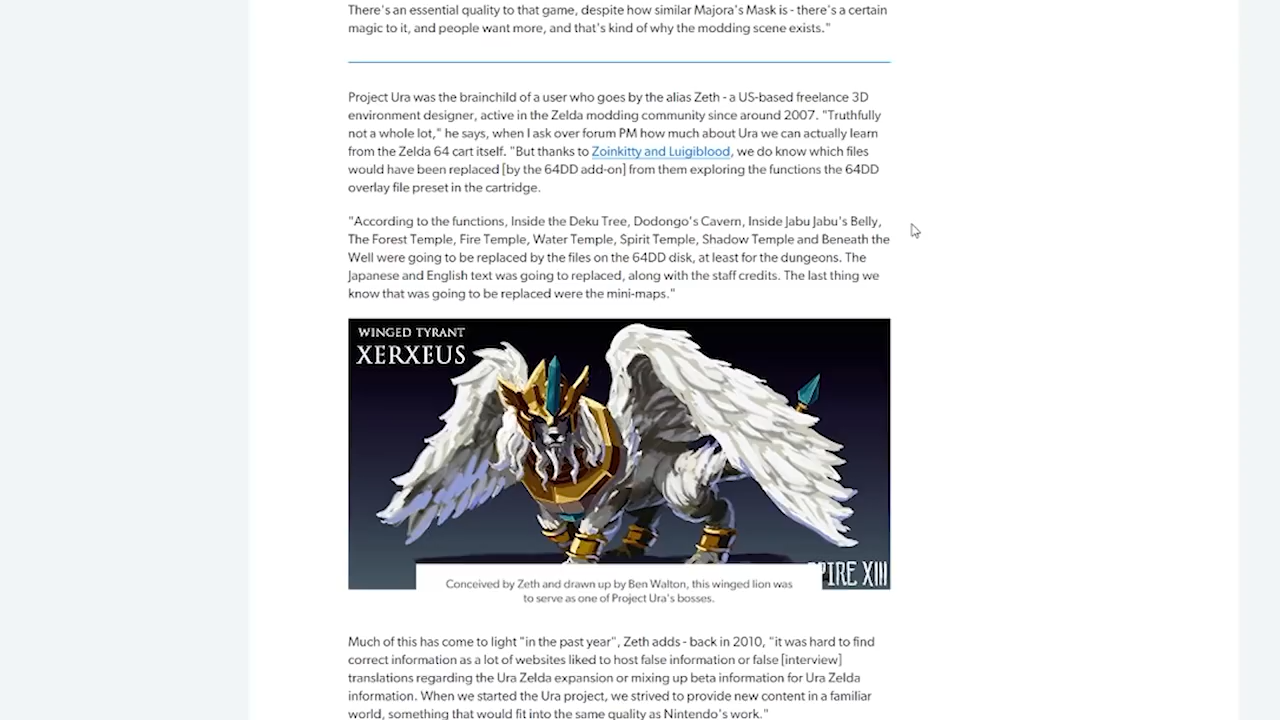 There's an essential quality to that game, despite how similar Majora's Mask is - there's a certain
magic to it, and people want more, and that's kind of why the modding scene exists."
Project Ura was the brainchild of a user who goes by the alias Zeth - a US-based freelance 3D
environment designer, active in the Zelda modding community since around 2007. "Truthfully
not a whole lot," he says, when I ask over forum PM how much about Ura we can actually learn
from the Zelda 64 cart itself. "But thanks to Zoinkitty and Luigiblood, we do know which files
would have been replaced [by the 64DD add-on] from them exploring the functions the 64DD
overlay file preset in the cartridge.
"According to the functions, Inside the Deku Tree, Dodongo's Cavern, Inside Jabu Jabu's Belly,
The Forest Temple, Fire Temple, Water Temple, Spirit Temple, Shadow Temple and Beneath the
Well were going to be replaced by the files on the 64DD disk, at least for the dungeons. The
Japanese and English text was going to replaced, along with the staff credits. The last thing we
know that was going to be replaced were the mini-maps."
WINGED TYRANT
XERXEUS
PIRE XIII
Conceived by Zeth and drawn up by Ben Walton, this winged lion was
to serve as one of Project Ura's bosses.
Much of this has come to light "in the past year", Zeth adds - back in 2010, "it was hard to find
correct information as a lot of websites liked to host false information or false [interview]
translations regarding the Ura Zelda expansion or mixing up beta information for Ura Zelda
information. When we started the Ura project, we strived to provide new content in a familiar
world, something that would fit into the same quality as Nintendo's work."